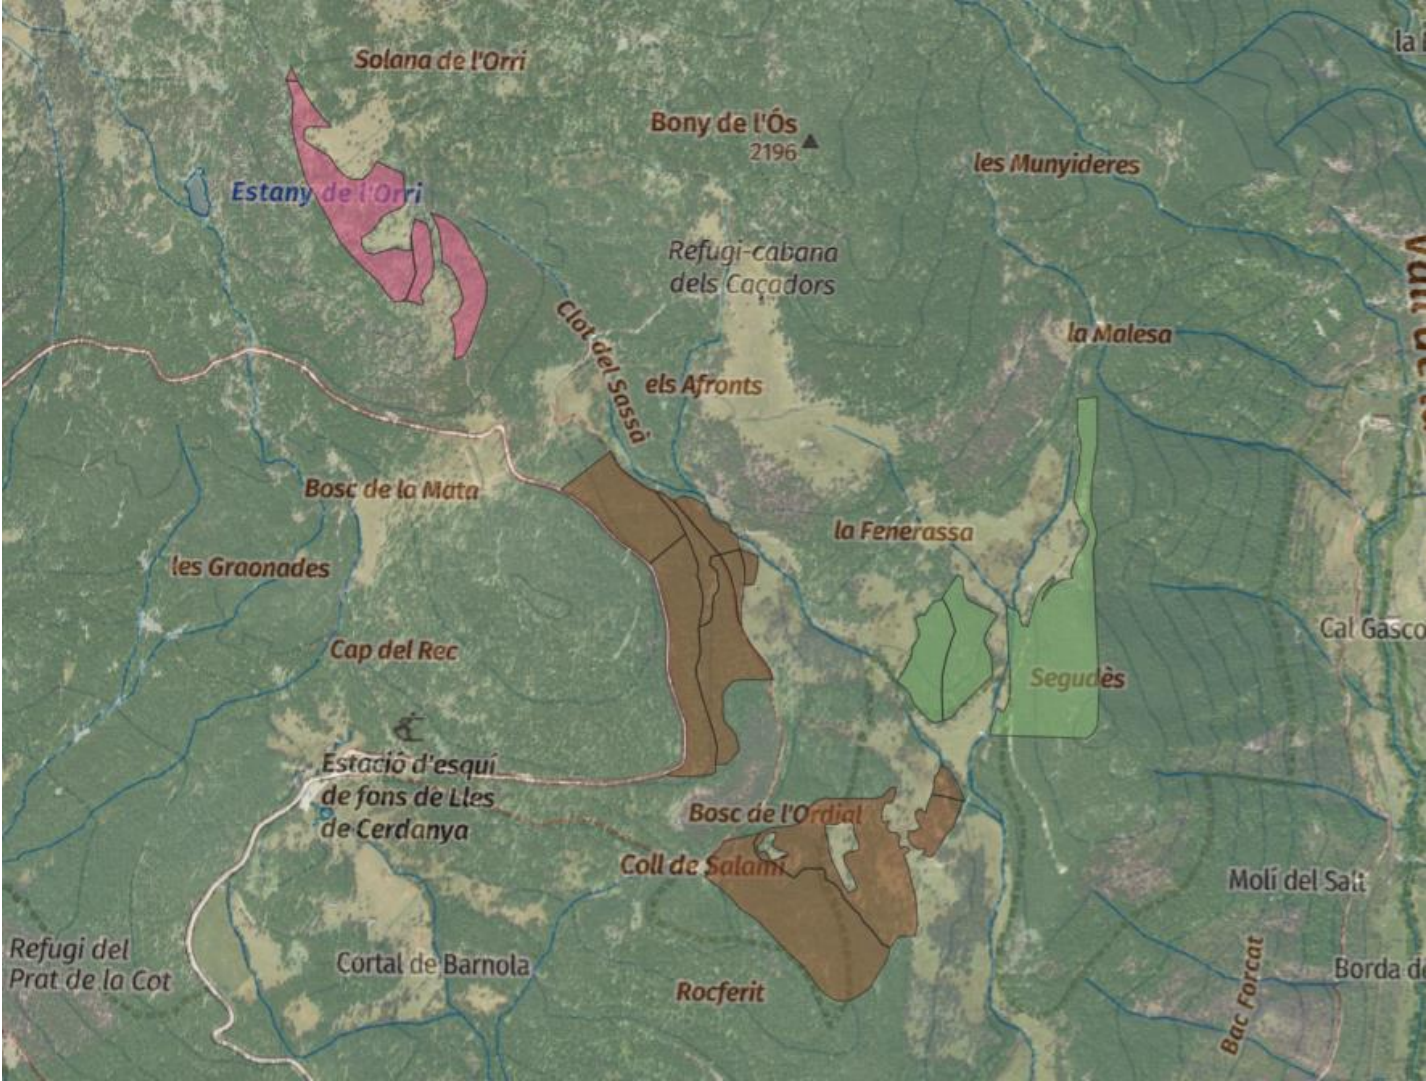 la
Solana de l'Orri
Bony de l'Ós
2196
les Munyideres
Estany de l'Orri
Refugi-cabana
dels Caçadors
Clot del Sassà
la Malesa
els Afronts
Bosc de la Mata
la Fenerassa
les Graonades
Cal Gasco
Cap del Rec
Segudès
Estació d'esquí
de fons de Lles
de Cerdanya
Bosc de l'Ordial
Coll de Salamí
Molí del Salt
Refugi del
Prat de la Cot
Cortal de Barnola
Rocferit
Bac Forcat
Borda de